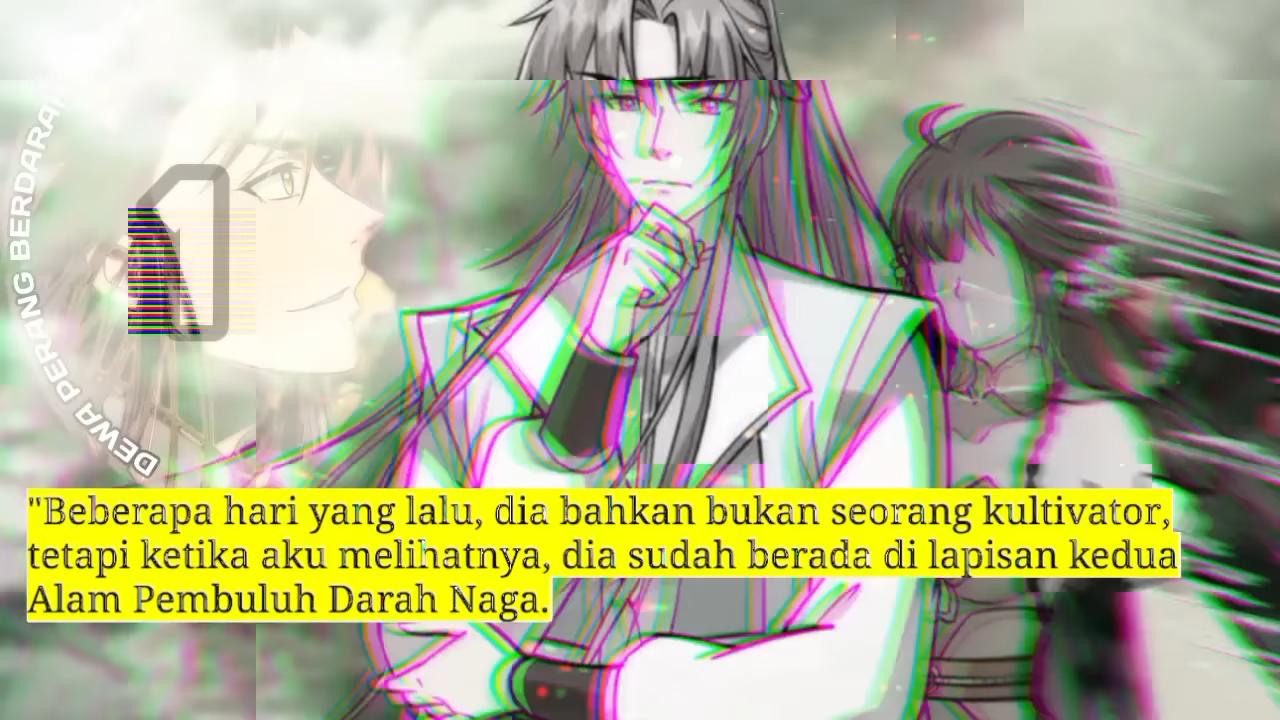 DEWA PERANG BERDARAH
1
"Beberapa hari yang lalu, dia bahkan bukan seorang kultivator,
tetapi ketika aku melihatnya, dia sudah berada di lapisan kedua
Alam Pembuluh Darah Naga.